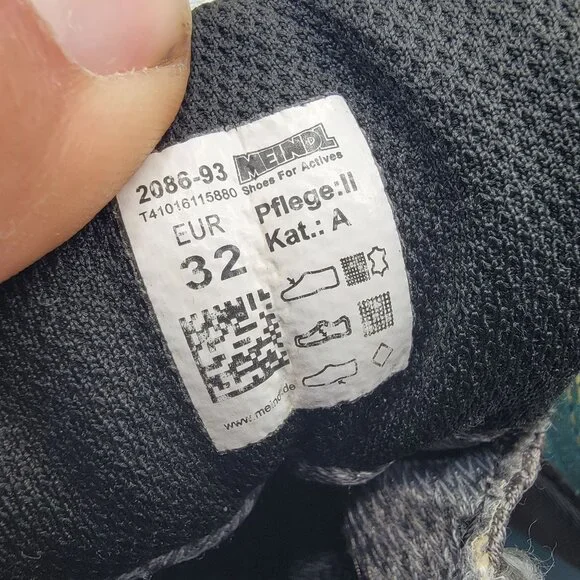 2086-93 MEINDL
T41016115880 Shoes For Actives
EUR
32
Pflege:II
Kat.: A
www.meindl.de